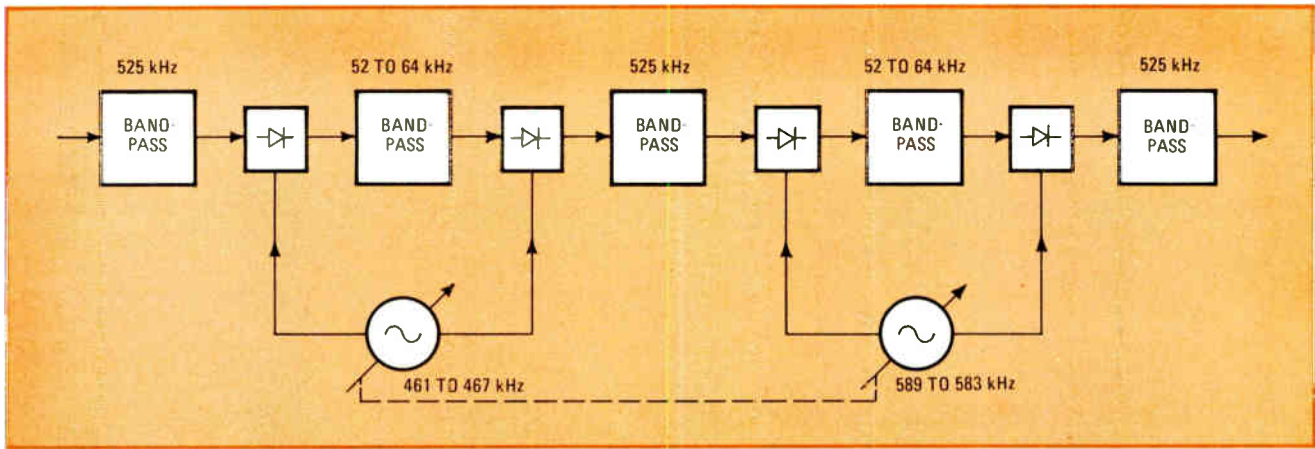 525 kHz
52 TO 64 kHz
525 kHz
52 TO 64 kHz
525 kHz
BAND-
PASS
BAND-
PASS
BAND-
PASS
BAND-
PASS
BAND-
PASS
461 TO 467 kHz
589 TO 583 kHz